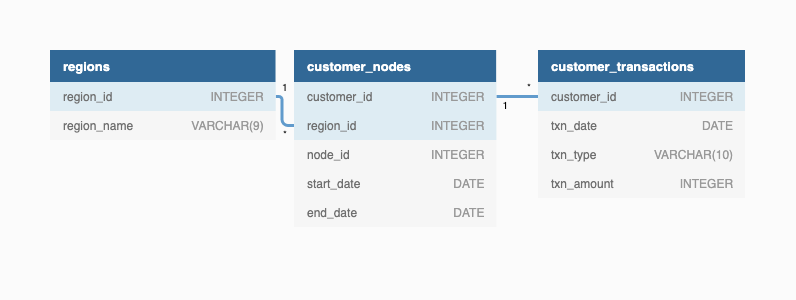 regions
region_id INTEGER
region_name VARCHAR(9)
1
*
customer_nodes
customer_id INTEGER
region_id INTEGER
node_id INTEGER
start_date DATE
end_date DATE
1
*
customer_transactions
customer_id INTEGER
txn_date DATE
txn_type VARCHAR(10)
txn_amount INTEGER